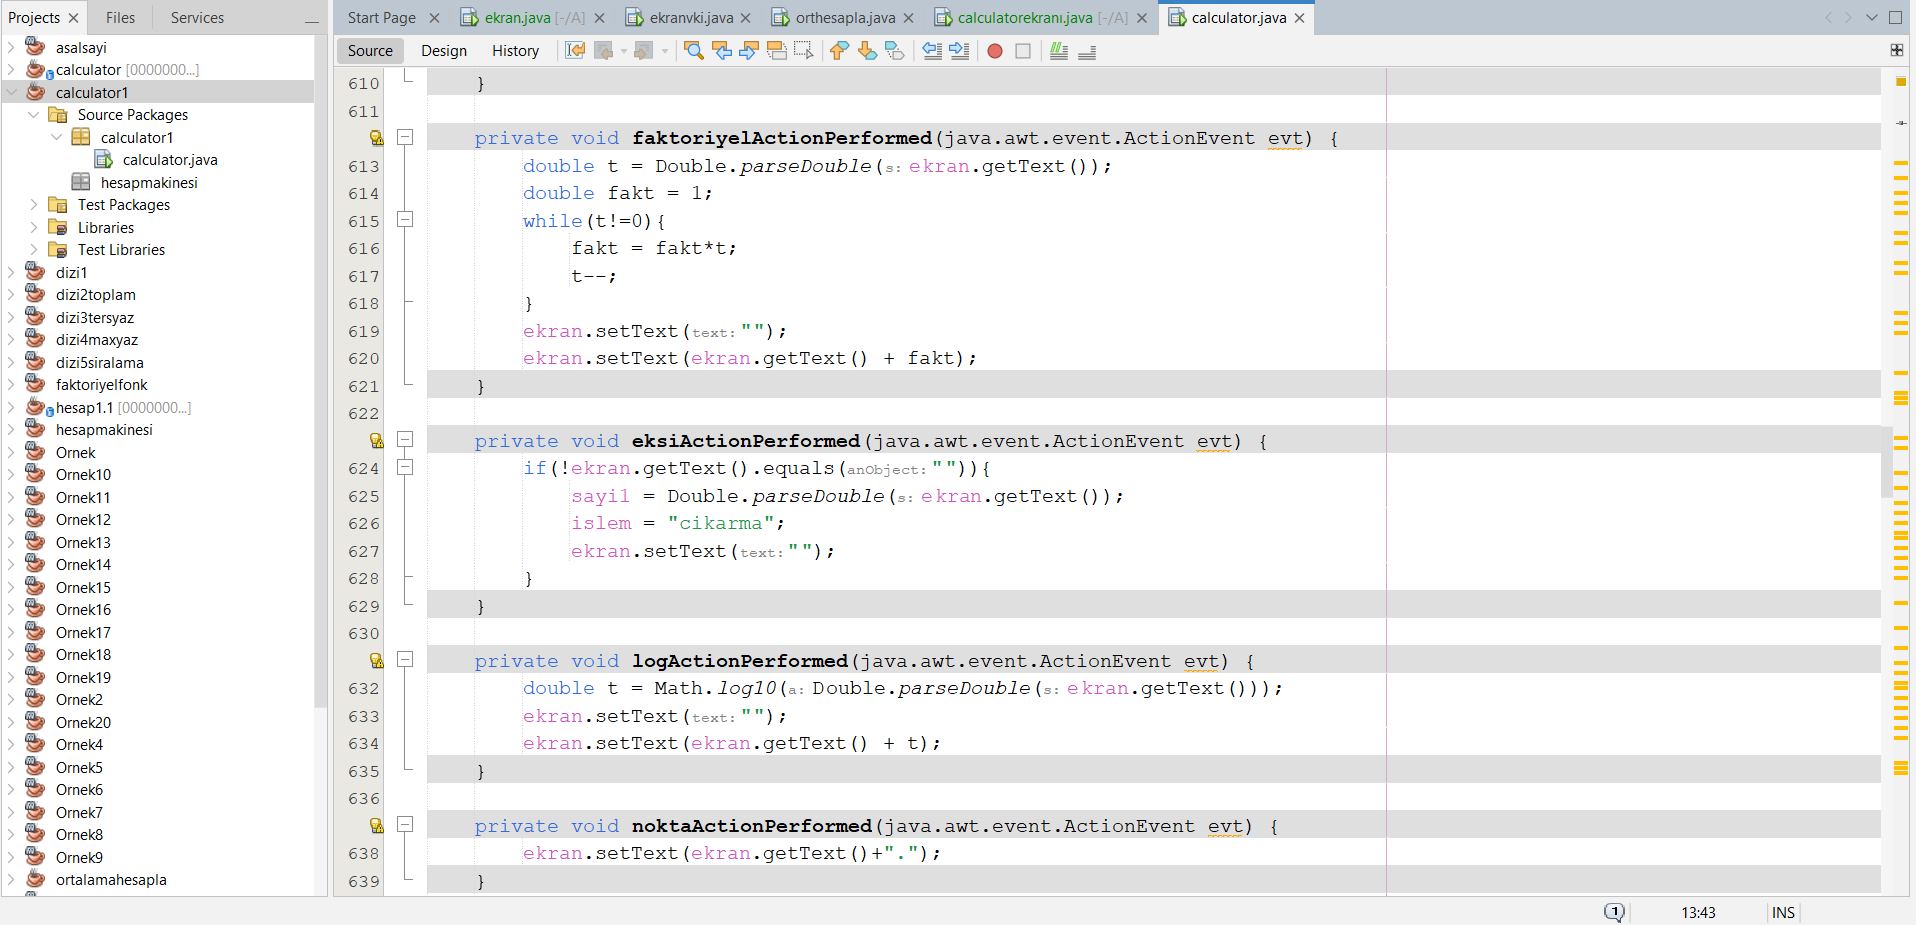 Projects Files Services
Start Page ekran.java [-/A] ekranvki.java orthesapla.java calculatorekranı.java [-/A] calculator.java
Source Design History
asalsayi
calculator [0000000...]
calculator1
Source Packages
calculator1
calculator.java
hesapmakinesi
Test Packages
Libraries
Test Libraries
dizi1
dizi2toplam
dizi3tersyaz
dizi4maxyaz
dizi5siralama
faktoriyelfonk
hesap1.1 [0000000...]
hesapmakinesi
Ornek
Ornek10
Ornek11
Ornek12
Ornek13
Ornek14
Ornek15
Ornek16
Ornek17
Ornek18
Ornek19
Ornek2
Ornek20
Ornek4
Ornek5
Ornek6
Ornek7
Ornek8
Ornek9
ortalamahesapla
610 }
611
private void faktoriyelActionPerformed(java.awt.event.ActionEvent evt) {
613 double t = Double.parseDouble(s: ekran.getText());
614 double fakt = 1;
615 while(t!=0){
616 fakt = fakt*t;
617 t--;
618 }
619 ekran.setText(text: "");
620 ekran.setText(ekran.getText() + fakt);
621 }
622
private void eksiActionPerformed(java.awt.event.ActionEvent evt) {
624 if(!ekran.getText().equals(anObject: "")){
625 sayi1 = Double.parseDouble(s: ekran.getText());
626 islem = "cikarma";
627 ekran.setText(text: "");
628 }
629 }
630
private void logActionPerformed(java.awt.event.ActionEvent evt) {
632 double t = Math.log10(a: Double.parseDouble(s: ekran.getText()));
633 ekran.setText(text: "");
634 ekran.setText(ekran.getText() + t);
635 }
636
private void noktaActionPerformed(java.awt.event.ActionEvent evt) {
638 ekran.setText(ekran.getText()+".");
639 }
1 13:43 INS